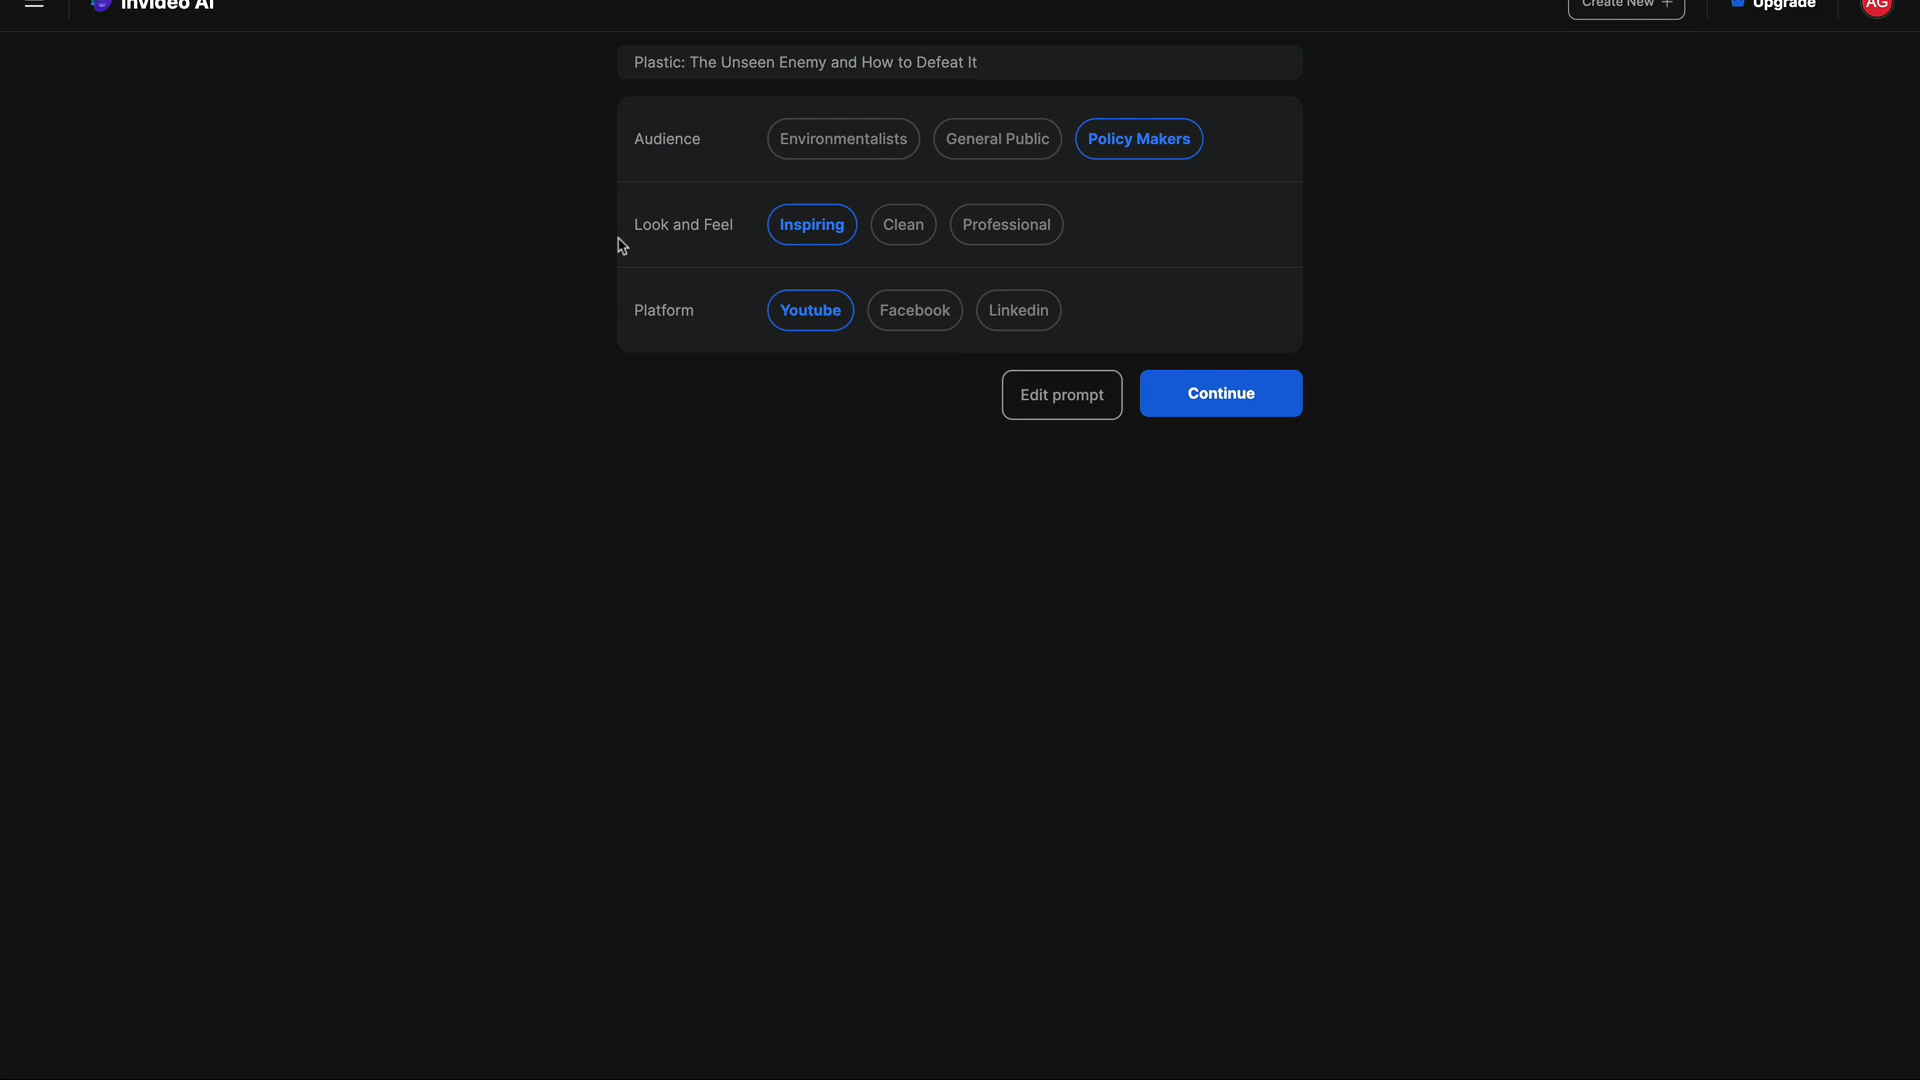 invideo AI
Create New +
Upgrade
AG
Plastic: The Unseen Enemy and How to Defeat It
Audience
Environmentalists
General Public
Policy Makers
Look and Feel
Inspiring
Clean
Professional
Platform
Youtube
Facebook
Linkedin
Edit prompt
Continue